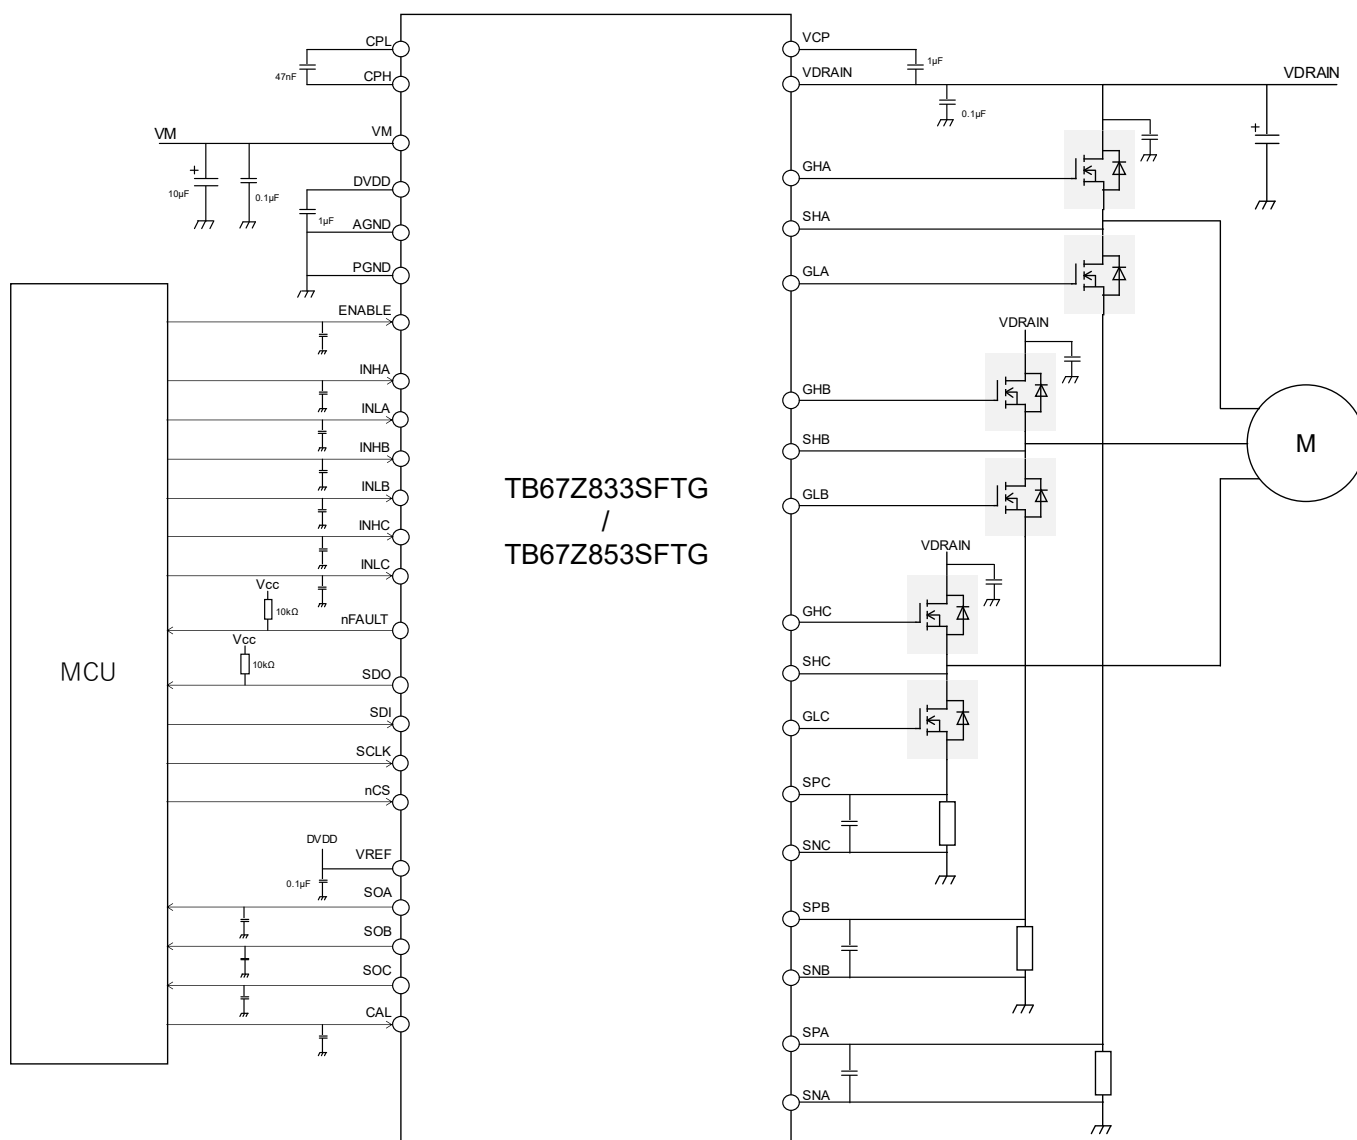 CPL
47nF
CPH
VM
VM
10µF
0.1µF
DVDD
1µF
AGND
PGND
MCU
ENABLE
INHA
INLA
INHB
INLB
INHC
INLC
Vcc
10kΩ
nFAULT
Vcc
10kΩ
SDO
SDI
SCLK
nCS
DVDD
VREF
0.1µF
SOA
SOB
SOC
CAL
TB67Z833SFTG
/
TB67Z853SFTG
VCP
1µF
VDRAIN
VDRAIN
0.1µF
+
+
GHA
SHA
GLA
VDRAIN
GHB
SHB
GLB
M
VDRAIN
GHC
SHC
GLC
SPC
SNC
SPB
SNB
SPA
SNA